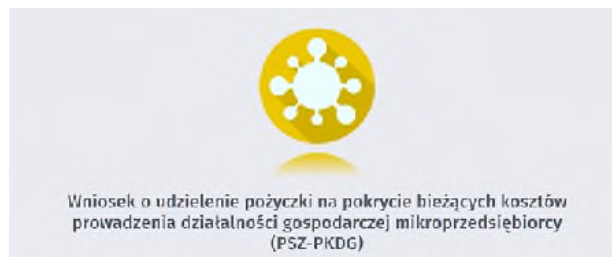 Wniosek o udzielenie pożyczki na pokrycie bieżących kosztów
prowadzenia działalności gospodarczej mikroprzedsiębiorcy
(PSZ-PKDG)